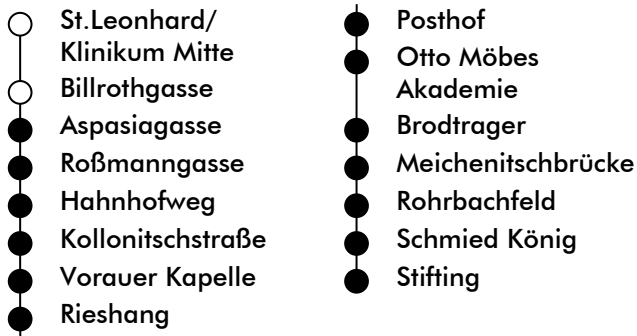 St.Leonhard/
Klinikum Mitte
Billrothgasse
Aspasiagasse
Roßmanngasse
Hahnhofweg
Kollonitschstraße
Vorauer Kapelle
Rieshang
Posthof
Otto Möbes
Akademie
Brodtrager
Meichenitschbrücke
Rohrbachfeld
Schmied König
Stifting